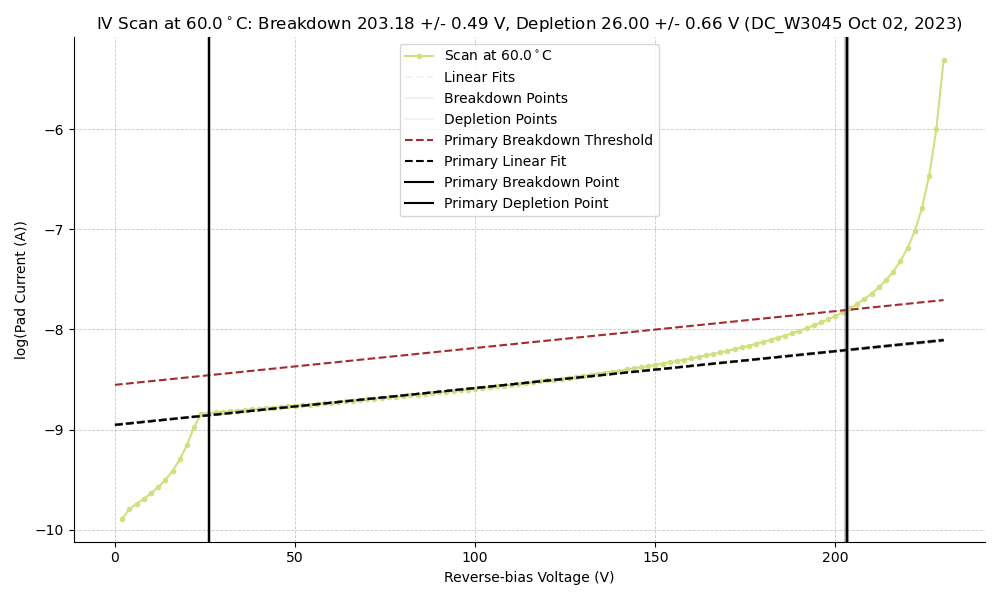 IV Scan at 60.0°C: Breakdown 203.18 +/- 0.49 V, Depletion 26.00 +/- 0.66 V (DC_W3045 Oct 02, 2023)
Scan at 60.0°C
Linear Fits
Breakdown Points
Depletion Points
Primary Breakdown Threshold
Primary Linear Fit
Primary Breakdown Point
Primary Depletion Point
log(Pad Current (A))
−6
−7
−8
−9
−10
0 50 100 150 200
Reverse-bias Voltage (V)